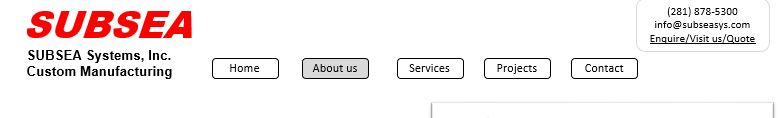 SUBSEA
SUBSEA Systems, Inc.
Custom Manufacturing
Home
About us
Services
Projects
Contact
(281) 878-5300
info@subseasys.com
Enquire/Visit us/Quote